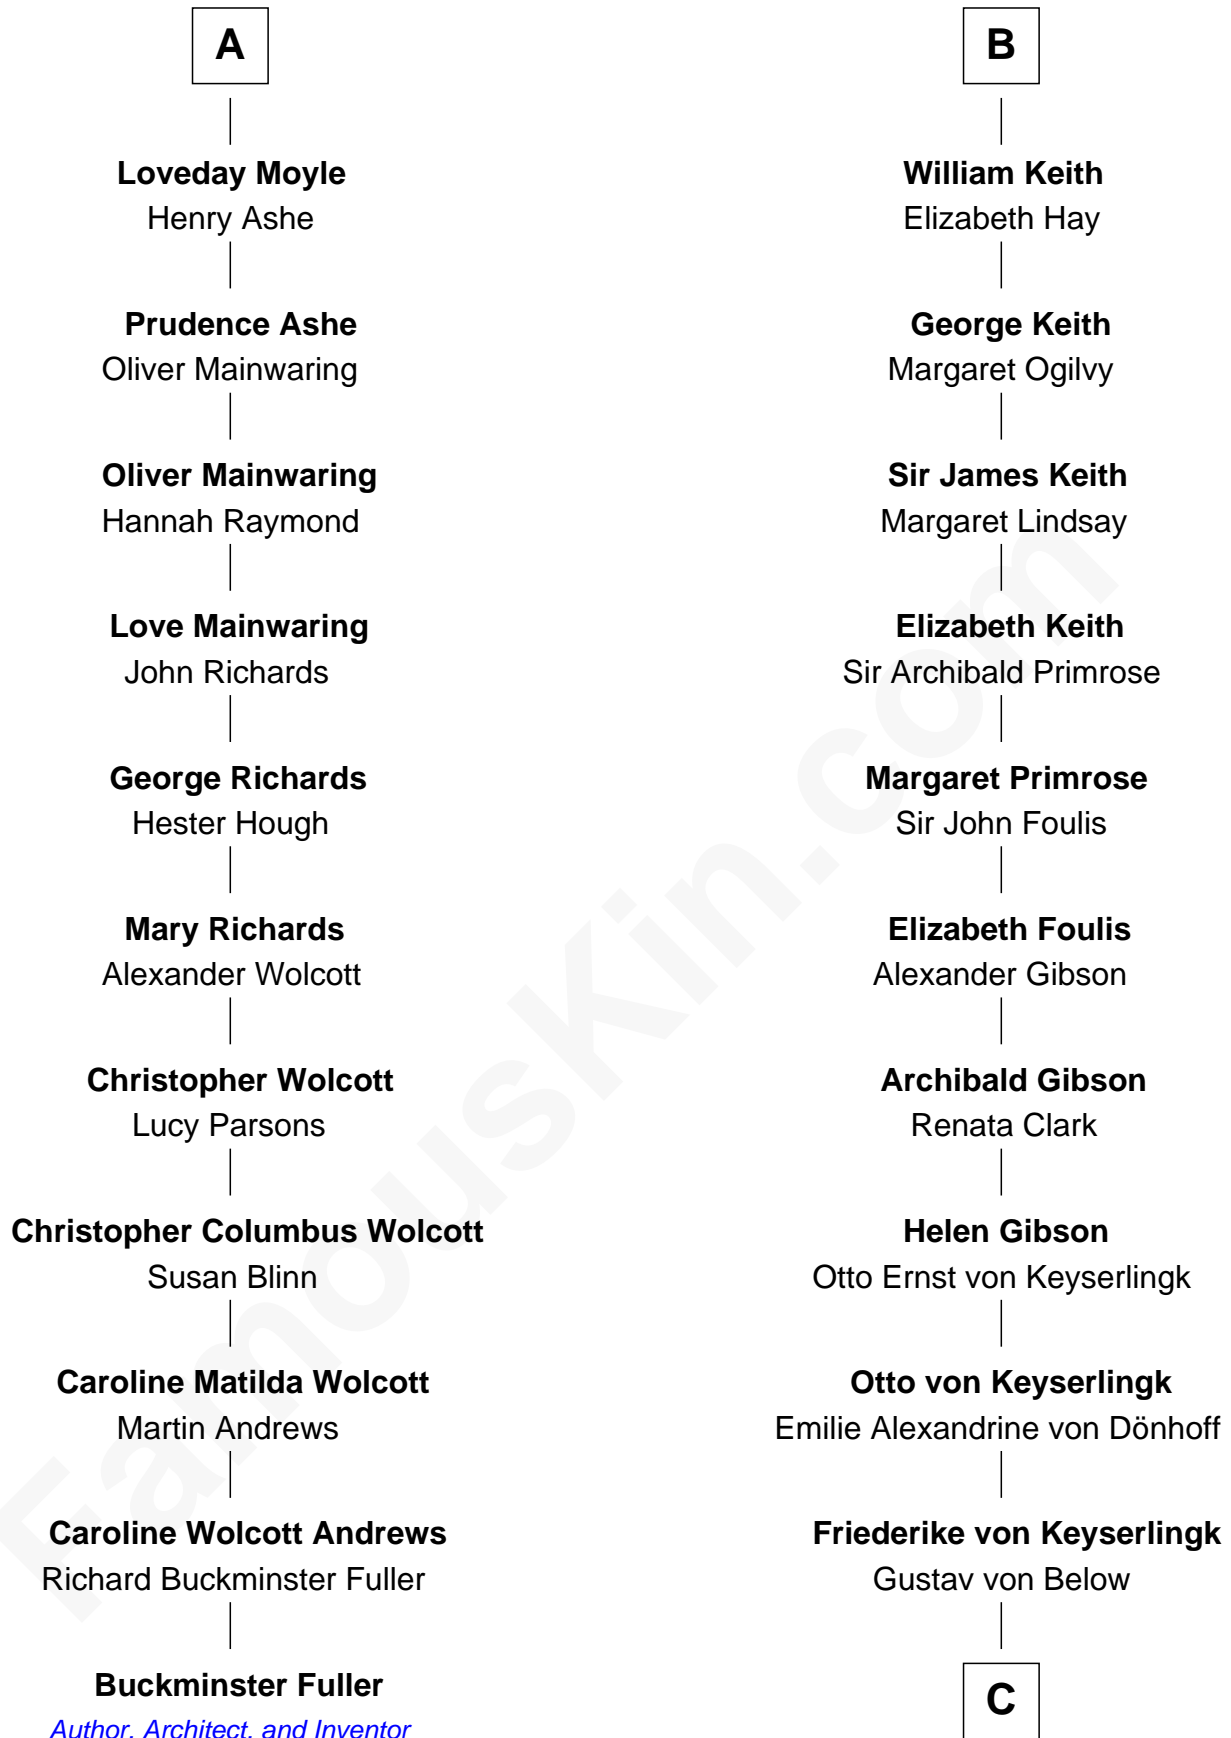 A
Loveday Moyle
Henry Ashe
Prudence Ashe
Oliver Mainwaring
Oliver Mainwaring
Hannah Raymond
Love Mainwaring
John Richards
George Richards
Hester Hough
Mary Richards
Alexander Wolcott
Christopher Wolcott
Lucy Parsons
Christopher Columbus Wolcott
Susan Blinn
Caroline Matilda Wolcott
Martin Andrews
Caroline Wolcott Andrews
Richard Buckminster Fuller
Buckminster Fuller
Author, Architect, and Inventor
B
William Keith
Elizabeth Hay
George Keith
Margaret Ogilvy
Sir James Keith
Margaret Lindsay
Elizabeth Keith
Sir Archibald Primrose
Margaret Primrose
Sir John Foulis
Elizabeth Foulis
Alexander Gibson
Archibald Gibson
Renata Clark
Helen Gibson
Otto Ernst von Keyserlingk
Otto von Keyserlingk
Emilie Alexandrine von Dönhoff
Friederike von Keyserlingk
Gustav von Below
C
FamousKin.com